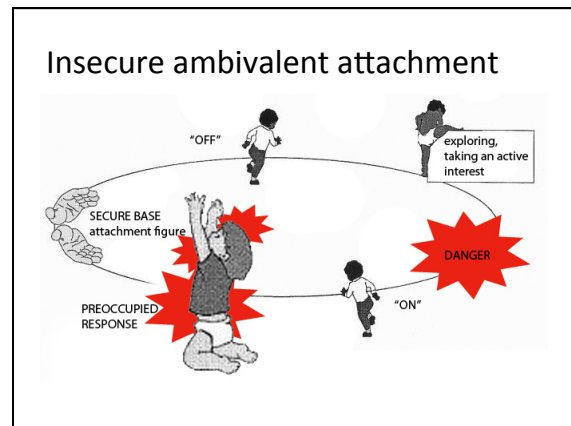 Insecure ambivalent attachment
"OFF"
exploring,
taking an active
interest
SECURE BASE
attachment figure
DANGER
PREOCCUPIED
RESPONSE
"ON"